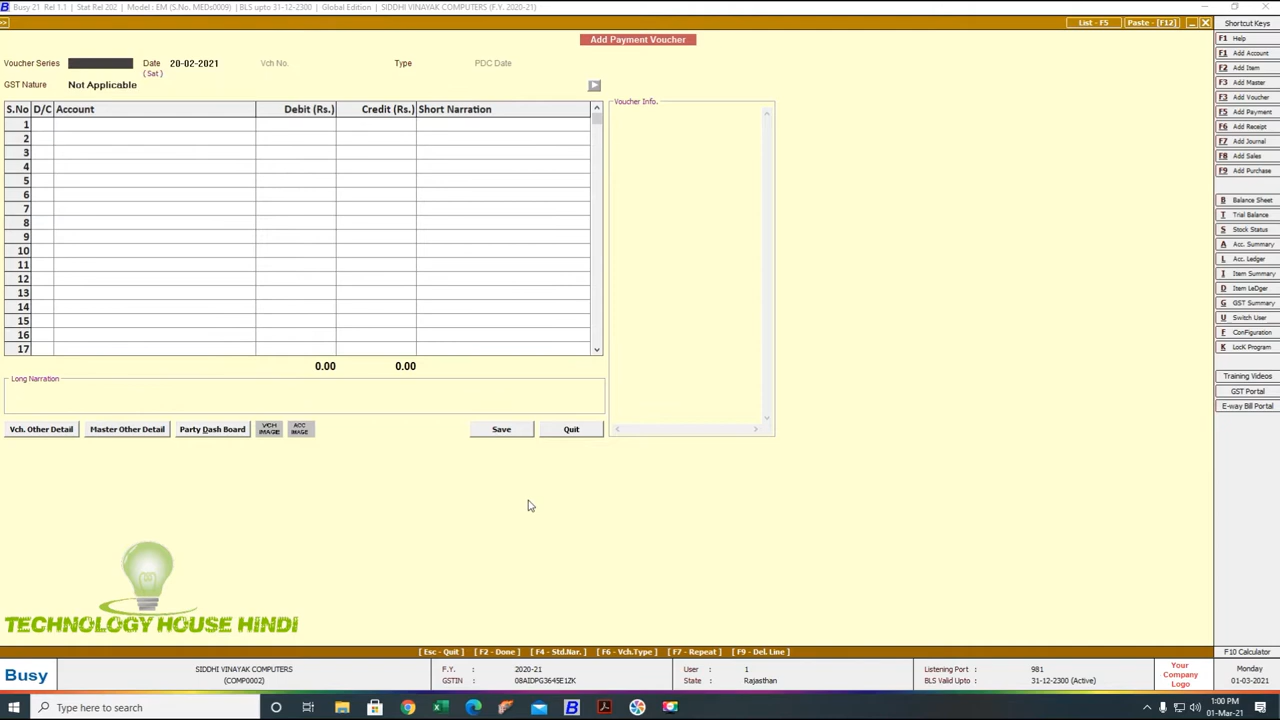 Busy 21 Rel 1.1 | Stat Rel 202 | Model : EM (S.No. MEDs0009) | BLS upto 31-12-2300 | Global Edition | SIDDHI VINAYAK COMPUTERS (F.Y. 2020-21)
>>
List - F5 Paste - [F12]
Shortcut Keys
Add Payment Voucher
Voucher Series Date 20-02-2021 Vch No. Type PDC Date
(Sat)
GST Nature Not Applicable
S.No D/C Account Debit (Rs.) Credit (Rs.) Short Narration
1
2
3
4
5
6
7
8
9
10
11
12
13
14
15
16
17
0.00 0.00
Long Narration
Vch. Other Detail Master Other Detail Party Dash Board VCH IMAGE ACC IMAGE Save Quit
Voucher Info.
F1 Help
F1 Add Account
F2 Add Item
F3 Add Master
F3 Add Voucher
F5 Add Payment
F6 Add Receipt
F7 Add Journal
F8 Add Sales
F9 Add Purchase
B Balance Sheet
T Trial Balance
S Stock Status
A Acc. Summary
L Acc. Ledger
I Item Summary
D Item LeDger
G GST Summary
U Switch User
F ConFiguration
K LocK Program
Training Videos
GST Portal
E-way Bill Portal
TECHNOLOGY HOUSE HINDI
[ Esc - Quit ] [ F2 - Done ] [ F4 - Std.Nar. ] [ F6 - Vch.Type ] [ F7 - Repeat ] [ F9 - Del. Line ]
F10 Calculator
Busy
SIDDHI VINAYAK COMPUTERS
(COMP0002)
F.Y. : 2020-21
GSTIN : 08AIDPG3645E1ZK
User : 1
State : Rajasthan
Listening Port : 981
BLS Valid Upto : 31-12-2300 (Active)
Your
Company
Logo
Monday
01-03-2021
Type here to search
1:00 PM
01-Mar-21